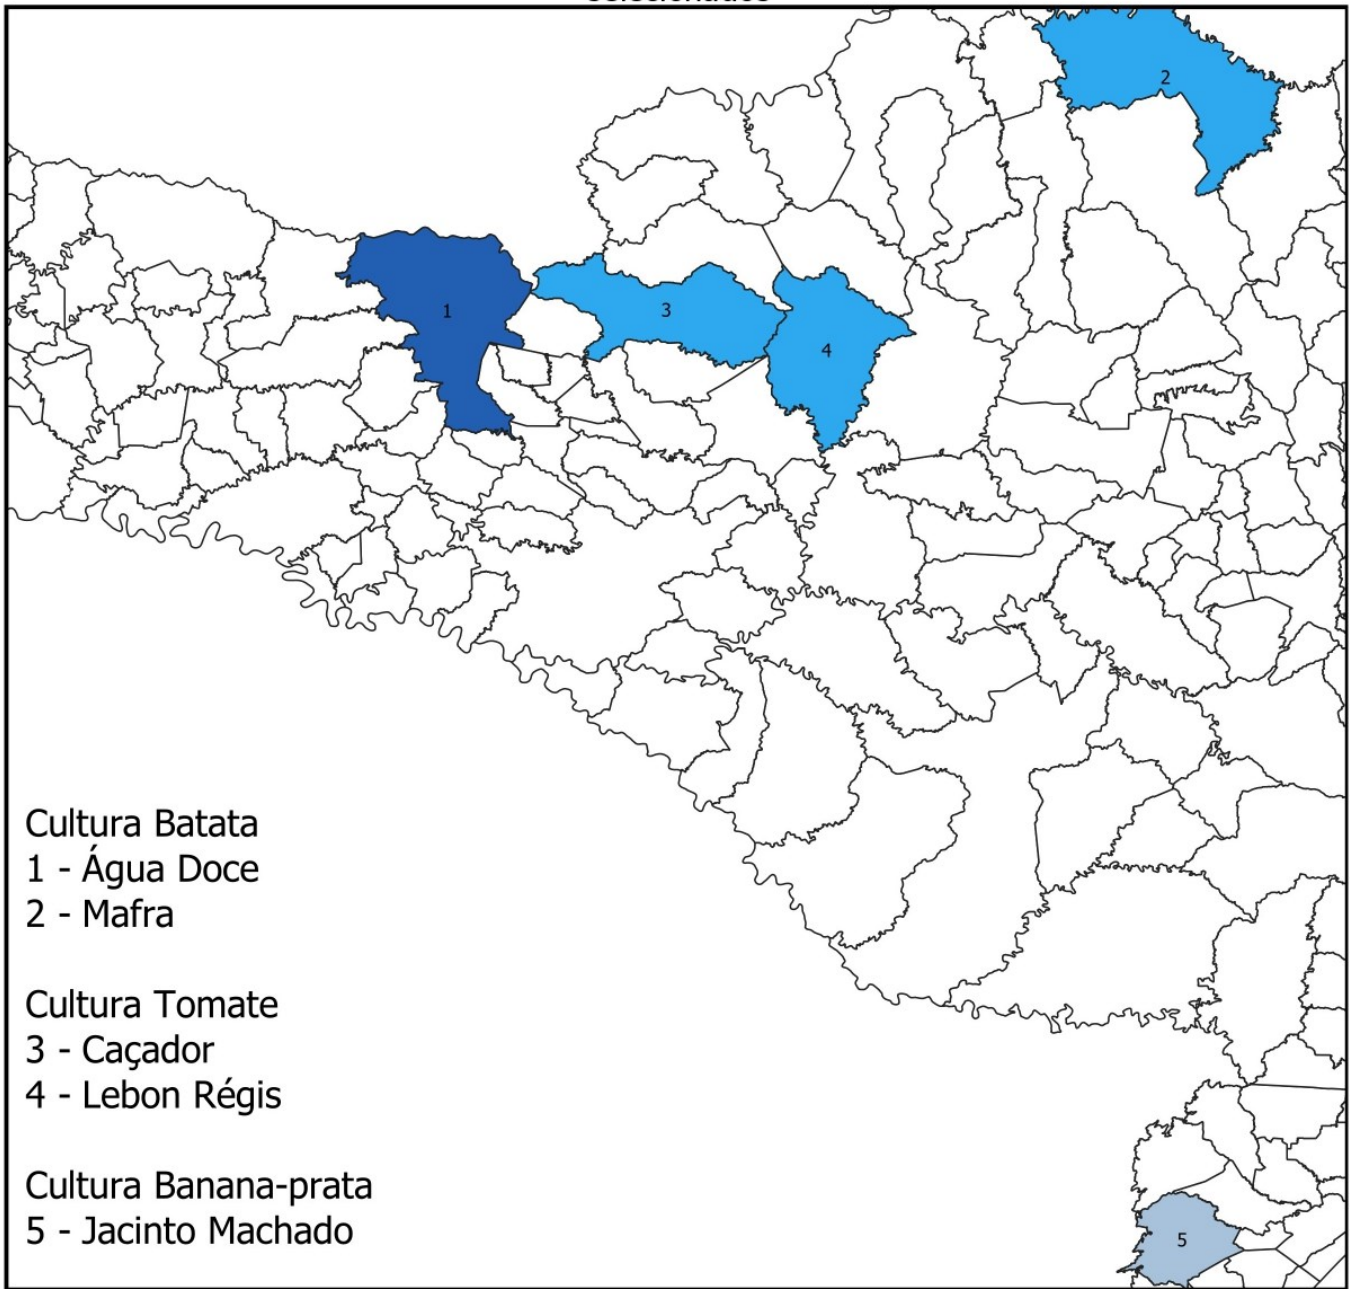 2
1
3
4
Cultura Batata
1 - Água Doce
2 - Mafra
Cultura Tomate
3 - Caçador
4 - Lebon Régis
Cultura Banana-prata
5 - Jacinto Machado
5